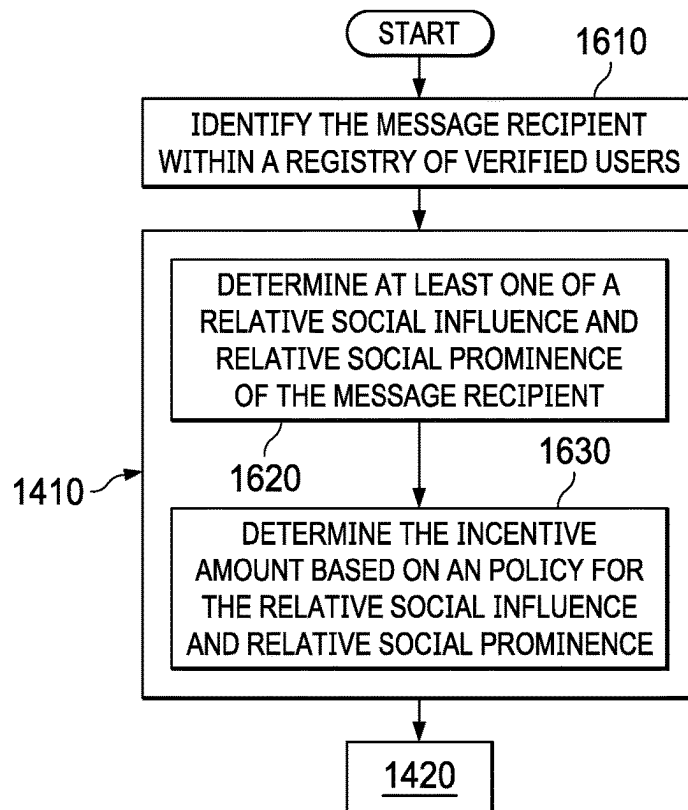 START
1610
IDENTIFY THE MESSAGE RECIPIENT
WITHIN A REGISTRY OF VERIFIED USERS
DETERMINE AT LEAST ONE OF A
RELATIVE SOCIAL INFLUENCE AND
RELATIVE SOCIAL PROMINENCE
OF THE MESSAGE RECIPIENT
1410
1620
1630
DETERMINE THE INCENTIVE
AMOUNT BASED ON AN POLICY FOR
THE RELATIVE SOCIAL INFLUENCE
AND RELATIVE SOCIAL PROMINENCE
1420